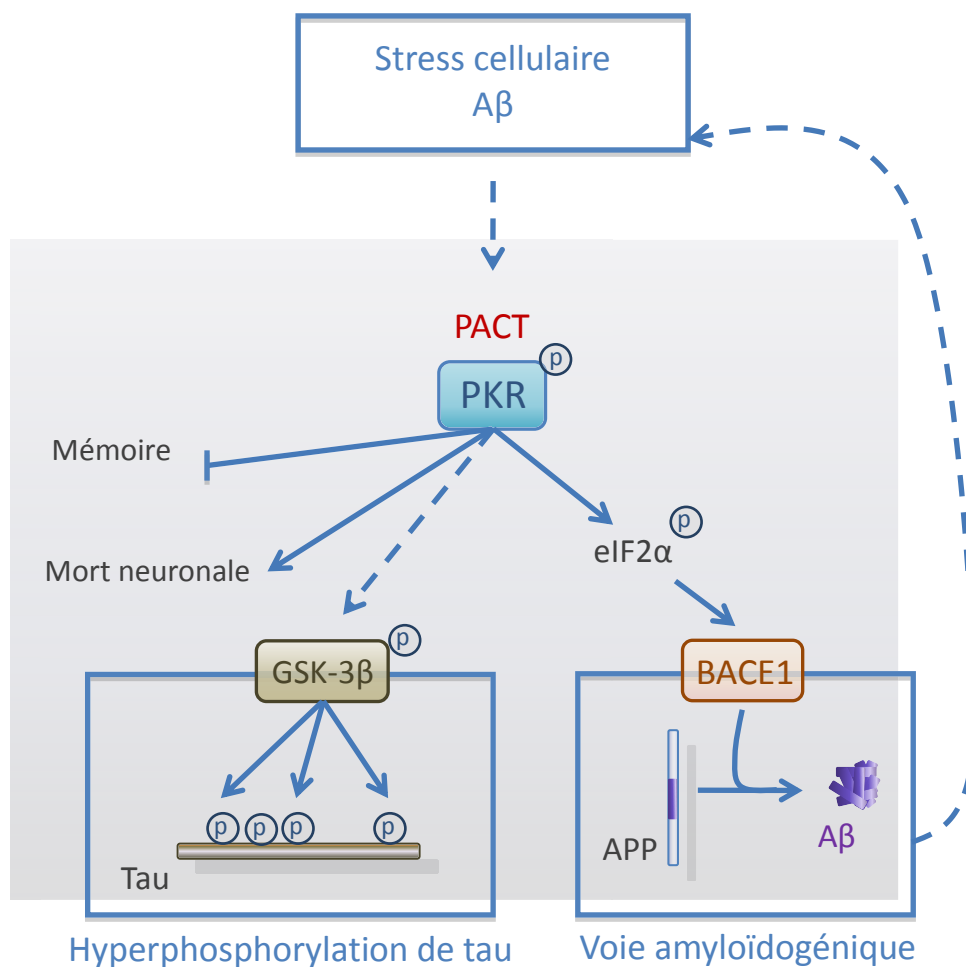 Stress cellulaire
Aβ
PACT
p
PKR
Mémoire
p
eIF2α
Mort neuronale
p
GSK-3β
BACE1
p p p p
Tau
APP
Aβ
Hyperphosphorylation de tau
Voie amyloïdogénique